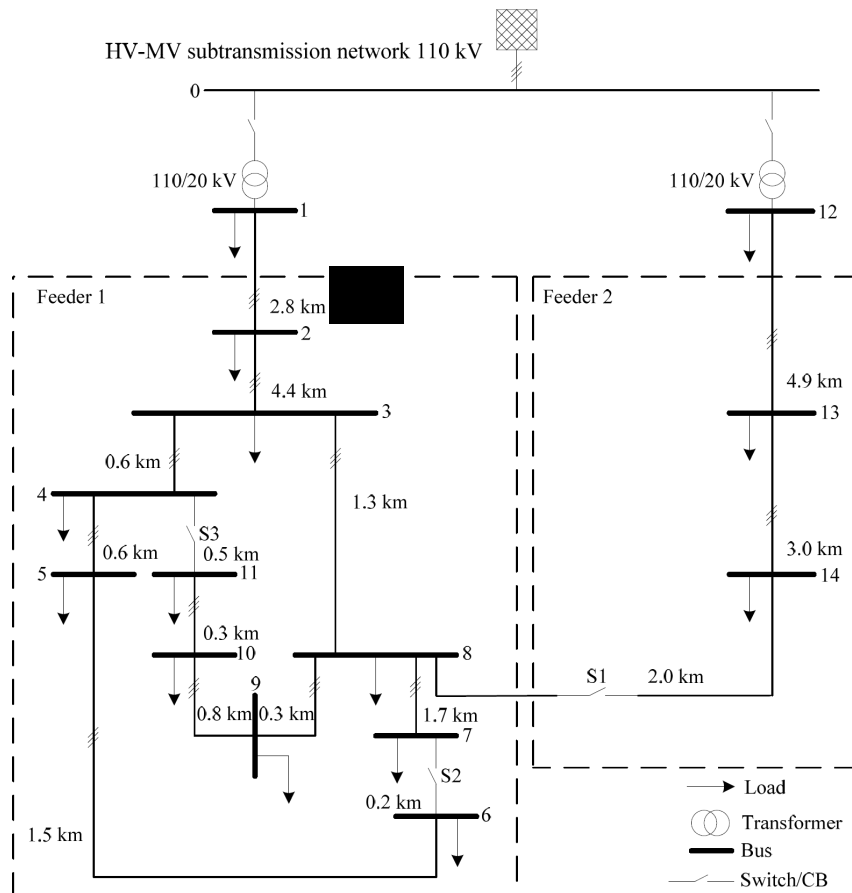 HV-MV subtransmission network 110 kV
0
110/20 kV
110/20 kV
1
12
Feeder 1
Feeder 2
2.8 km
2
4.4 km
4.9 km
3
13
0.6 km
1.3 km
4
S3
0.6 km
0.5 km
3.0 km
5
11
14
0.3 km
10
8
9
S1
2.0 km
0.8 km
0.3 km
1.7 km
7
S2
0.2 km
6
Load
1.5 km
Transformer
Bus
Switch/CB